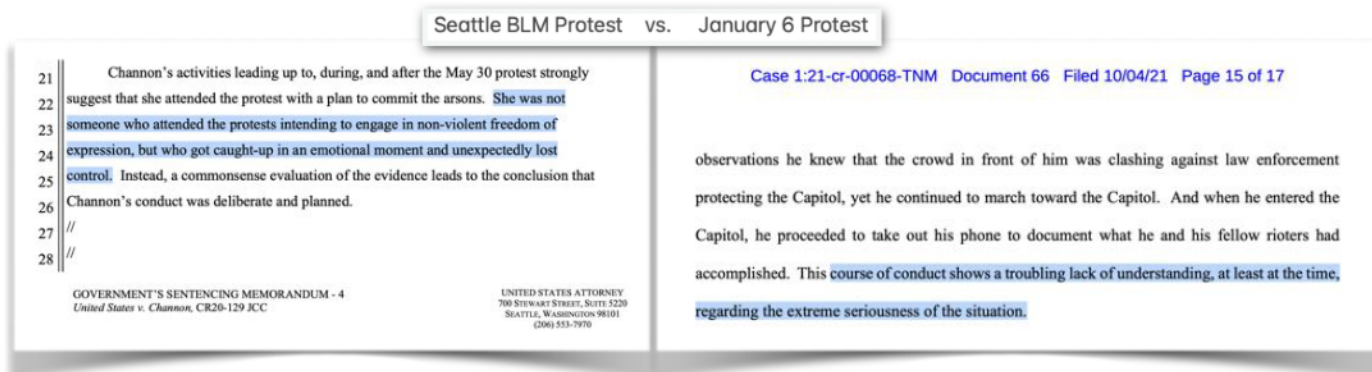 Seattle BLM Protest vs. January 6 Protest
21 Channon's activities leading up to, during, and after the May 30 protest strongly
22 suggest that she attended the protest with a plan to commit the arsons. She was not
23 someone who attended the protests intending to engage in non-violent freedom of
24 expression, but who got caught-up in an emotional moment and unexpectedly lost
25 control. Instead, a commonsense evaluation of the evidence leads to the conclusion that
26 Channon's conduct was deliberate and planned.
27 //
28 //
GOVERNMENT'S SENTENCING MEMORANDUM - 4
United States v. Channon, CR20-129 JCC
UNITED STATES ATTORNEY
700 STEWART STREET, SUITE 5220
SEATTLE, WASHINGTON 98101
(206) 553-7970
Case 1:21-cr-00068-TNM Document 66 Filed 10/04/21 Page 15 of 17
observations he knew that the crowd in front of him was clashing against law enforcement
protecting the Capitol, yet he continued to march toward the Capitol. And when he entered the
Capitol, he proceeded to take out his phone to document what he and his fellow rioters had
accomplished. This course of conduct shows a troubling lack of understanding, at least at the time,
regarding the extreme seriousness of the situation.